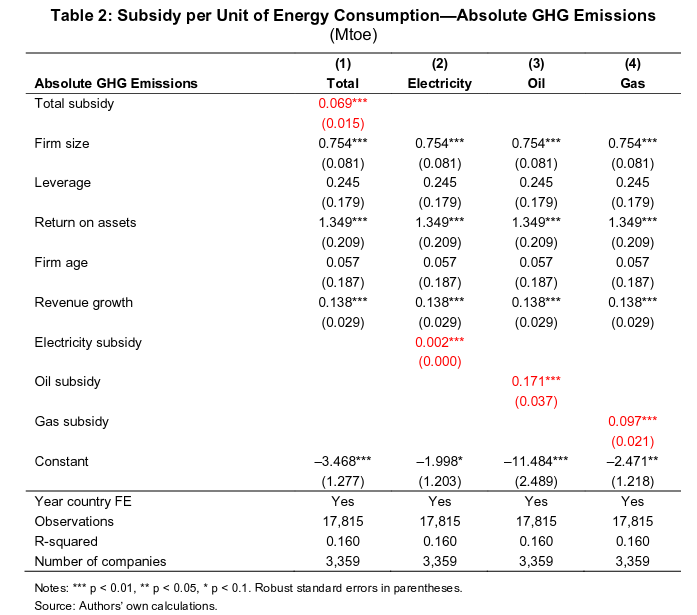 Table 2: Subsidy per Unit of Energy Consumption—Absolute GHG Emissions
(Mtoe)
(1) (2) (3) (4)
Absolute GHG Emissions Total Electricity Oil Gas
Total subsidy 0.069***
(0.015)
Firm size 0.754*** 0.754*** 0.754*** 0.754***
(0.081) (0.081) (0.081) (0.081)
Leverage 0.245 0.245 0.245 0.245
(0.179) (0.179) (0.179) (0.179)
Return on assets 1.349*** 1.349*** 1.349*** 1.349***
(0.209) (0.209) (0.209) (0.209)
Firm age 0.057 0.057 0.057 0.057
(0.187) (0.187) (0.187) (0.187)
Revenue growth 0.138*** 0.138*** 0.138*** 0.138***
(0.029) (0.029) (0.029) (0.029)
Electricity subsidy 0.002***
(0.000)
Oil subsidy 0.171***
(0.037)
Gas subsidy 0.097***
(0.021)
Constant –3.468*** –1.998* –11.484*** –2.471**
(1.277) (1.203) (2.489) (1.218)
Year country FE Yes Yes Yes Yes
Observations 17,815 17,815 17,815 17,815
R-squared 0.160 0.160 0.160 0.160
Number of companies 3,359 3,359 3,359 3,359
Notes: *** p < 0.01, ** p < 0.05, * p < 0.1. Robust standard errors in parentheses.
Source: Authors' own calculations.